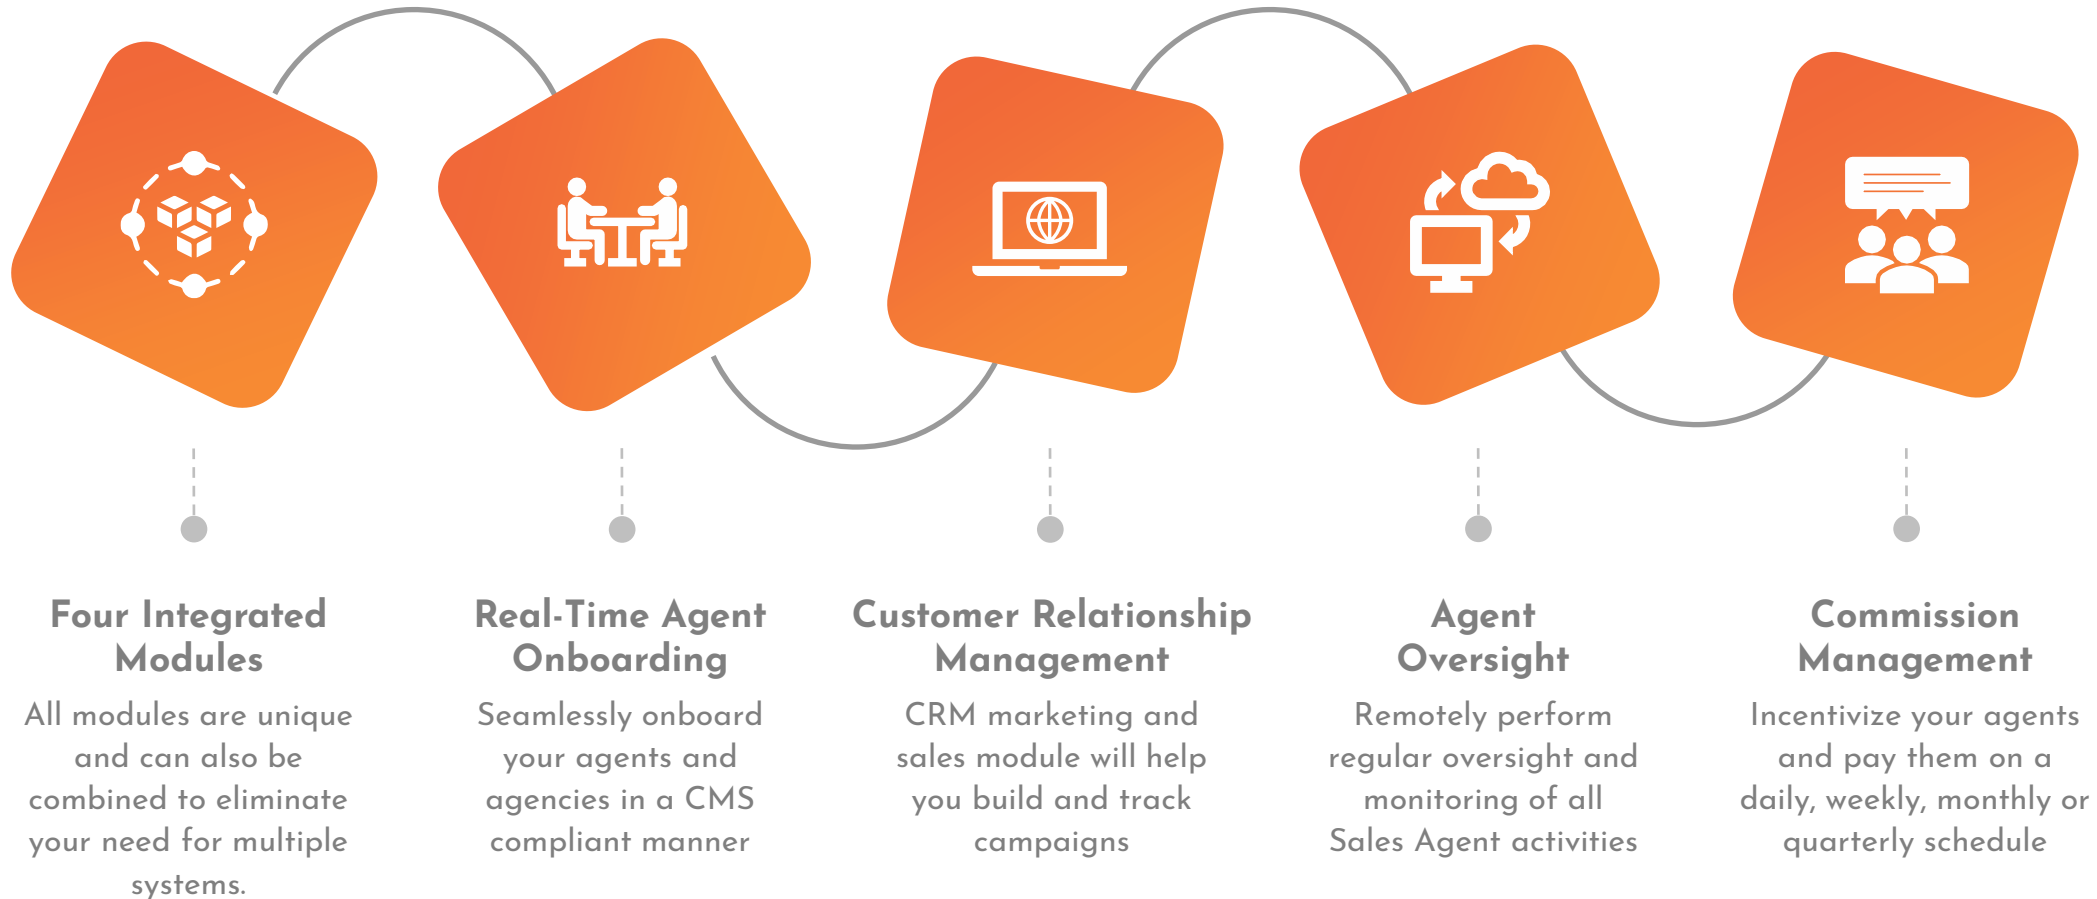 Four Integrated
Modules
All modules are unique
and can also be
combined to eliminate
your need for multiple
systems.
Real-Time Agent
Onboarding
Seamlessly onboard
your agents and
agencies in a CMS
compliant manner
Customer Relationship
Management
CRM marketing and
sales module will help
you build and track
campaigns
Agent
Oversight
Remotely perform
regular oversight and
monitoring of all
Sales Agent activities
Commission
Management
Incentivize your agents
and pay them on a
daily, weekly, monthly or
quarterly schedule